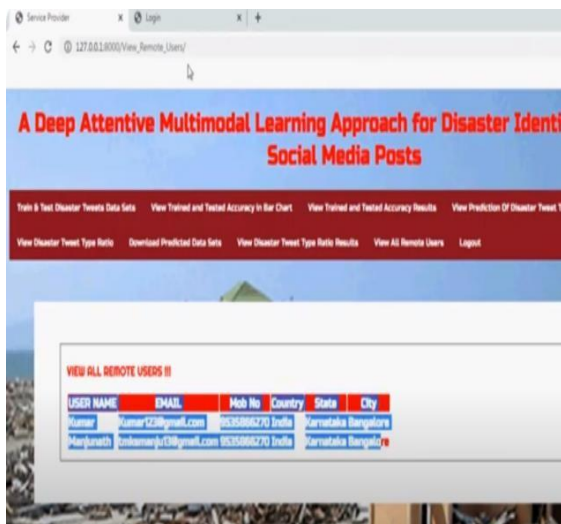 Service Provider
Login
127.0.0.1:8000/View_Remote_Users/
A Deep Attentive Multimodal Learning Approach for Disaster Identi
Social Media Posts
Train & Test Disaster Tweets Data Sets View Trained and Tested Accuracy in Bar Chart View Trained and Tested Accuracy Results View Prediction Of Disaster Tweet T
View Disaster Tweet Type Ratio Download Predicted Data Sets View Disaster Tweet Type Ratio Results View All Remote Users Logout
VIEW ALL REMOTE USERS !!!
USER NAME EMAIL Mob No Country State City
Kumar Kumar123@gmail.com 9535866270 India Karnataka Bangalore
Manjunath tmksmanju13@gmail.com 9535866270 India Karnataka Bangalore